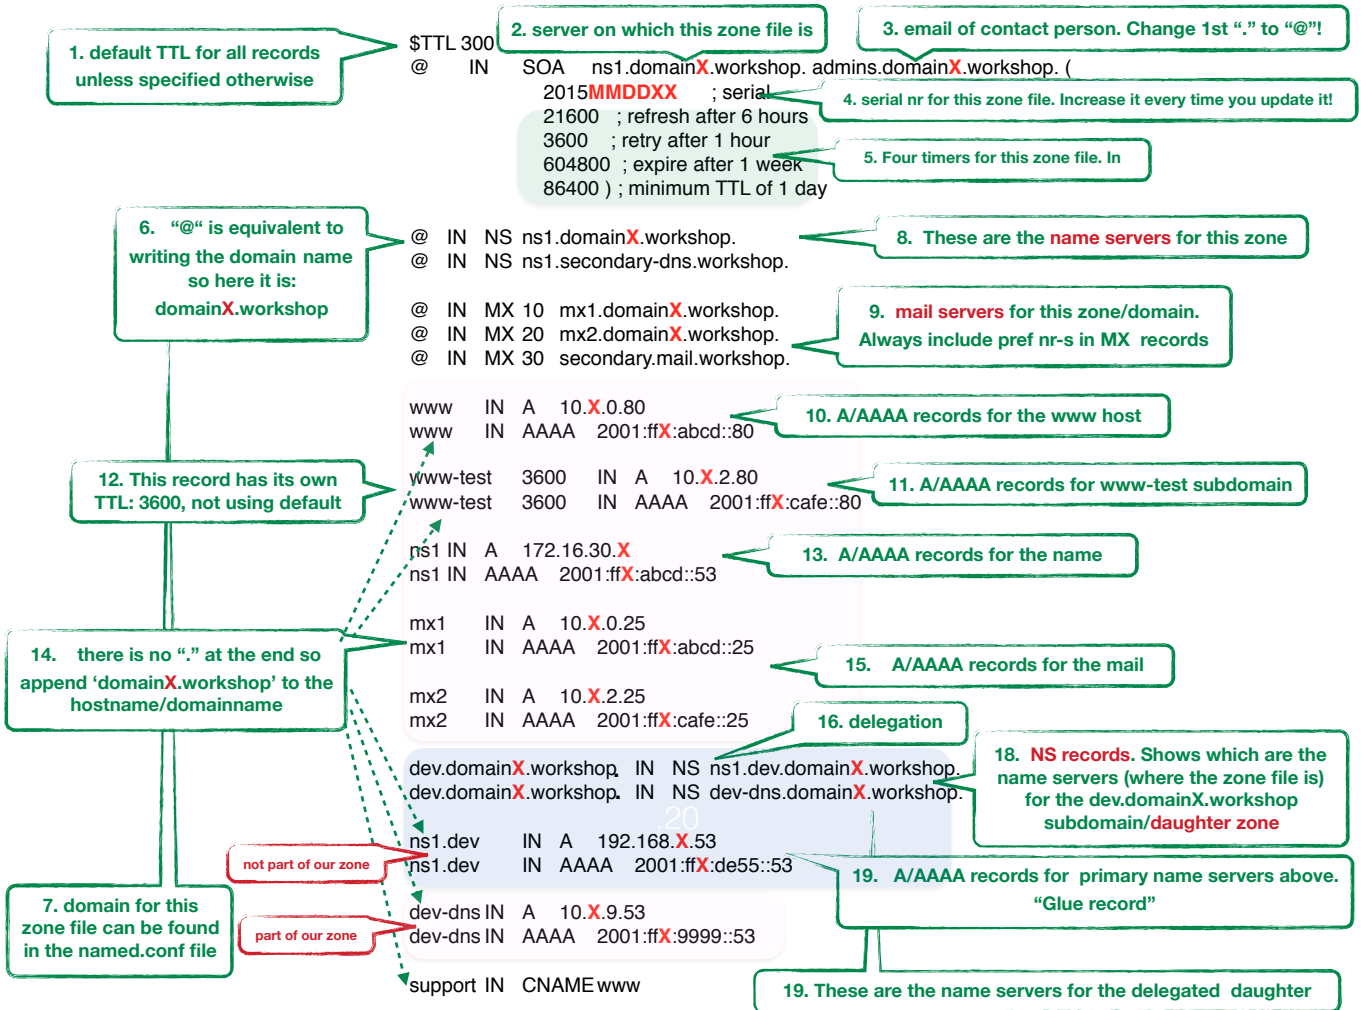 1. default TTL for all records
unless specified otherwise
$TTL 300
2. server on which this zone file is
3. email of contact person. Change 1st “.” to “@”!
@ IN SOA ns1.domainX.workshop. admins.domainX.workshop. (
2015MMDDXX ; serial
4. serial nr for this zone file. Increase it every time you update it!
21600 ; refresh after 6 hours
3600 ; retry after 1 hour
604800 ; expire after 1 week
86400 ) ; minimum TTL of 1 day
5. Four timers for this zone file. In
6. “@“ is equivalent to
writing the domain name
so here it is:
domainX.workshop
@ IN NS ns1.domainX.workshop.
@ IN NS ns1.secondary-dns.workshop.
8. These are the name servers for this zone
@ IN MX 10 mx1.domainX.workshop.
@ IN MX 20 mx2.domainX.workshop.
@ IN MX 30 secondary.mail.workshop.
9. mail servers for this zone/domain.
Always include pref nr-s in MX records
www IN A 10.X.0.80
www IN AAAA 2001:ffX:abcd::80
10. A/AAAA records for the www host
12. This record has its own
TTL: 3600, not using default
www-test 3600 IN A 10.X.2.80
www-test 3600 IN AAAA 2001:ffX:cafe::80
11. A/AAAA records for www-test subdomain
ns1 IN A 172.16.30.X
ns1 IN AAAA 2001:ffX:abcd::53
13. A/AAAA records for the name
mx1 IN A 10.X.0.25
mx1 IN AAAA 2001:ffX:abcd::25
14. there is no “.” at the end so
append ‘domainX.workshop’ to the
hostname/domainname
15. A/AAAA records for the mail
mx2 IN A 10.X.2.25
mx2 IN AAAA 2001:ffX:cafe::25
16. delegation
dev.domainX.workshop. IN NS ns1.dev.domainX.workshop.
dev.domainX.workshop. IN NS dev-dns.domainX.workshop.
18. NS records. Shows which are the
name servers (where the zone file is)
for the dev.domainX.workshop
subdomain/daughter zone
.20
ns1.dev IN A 192.168.X.53
ns1.dev IN AAAA 2001:ffX:de55::53
not part of our zone
19. A/AAAA records for primary name servers above.
“Glue record”
7. domain for this
zone file can be found
in the named.conf file
dev-dns IN A 10.X.9.53
dev-dns IN AAAA 2001:ffX:9999::53
part of our zone
support IN CNAME www
19. These are the name servers for the delegated daughter